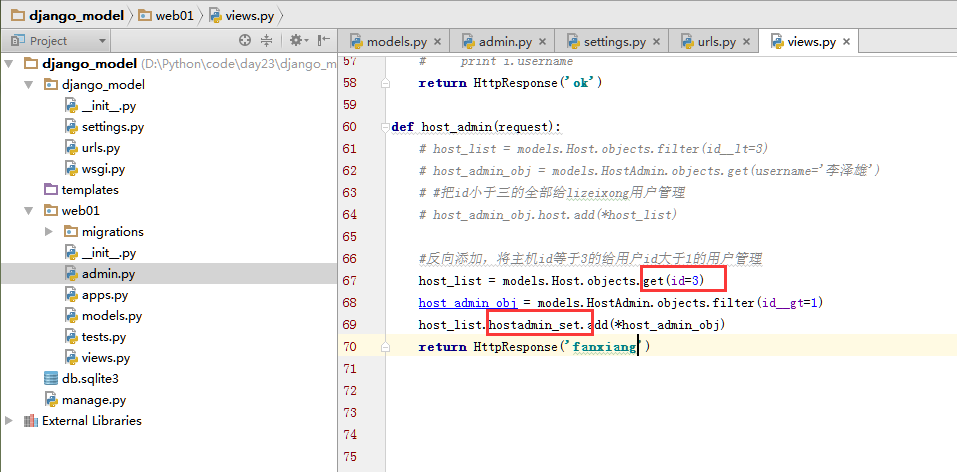 django_model web01 views.py
Project
models.py admin.py settings.py urls.py views.py
django_model (D:\Python\code\day23\django_m
django_model
__init__.py
settings.py
urls.py
wsgi.py
templates
web01
migrations
__init__.py
admin.py
apps.py
models.py
tests.py
views.py
db.sqlite3
manage.py
External Libraries
57 # print i.username
58 return HttpResponse('ok')
59
60 def host_admin(request):
61 # host_list = models.Host.objects.filter(id__lt=3)
62 # host_admin_obj = models.HostAdmin.objects.get(username='李泽雄')
63 # #把id小于三的全部给lizeixong用户管理
64 # host_admin_obj.host.add(*host_list)
65
66 #反向添加，将主机id等于3的给用户id大于1的用户管理
67 host_list = models.Host.objects.get(id=3)
68 host_admin_obj = models.HostAdmin.objects.filter(id__gt=1)
69 host_list.hostadmin_set.add(*host_admin_obj)
70 return HttpResponse('fanxiang')
71
72
73
74
75